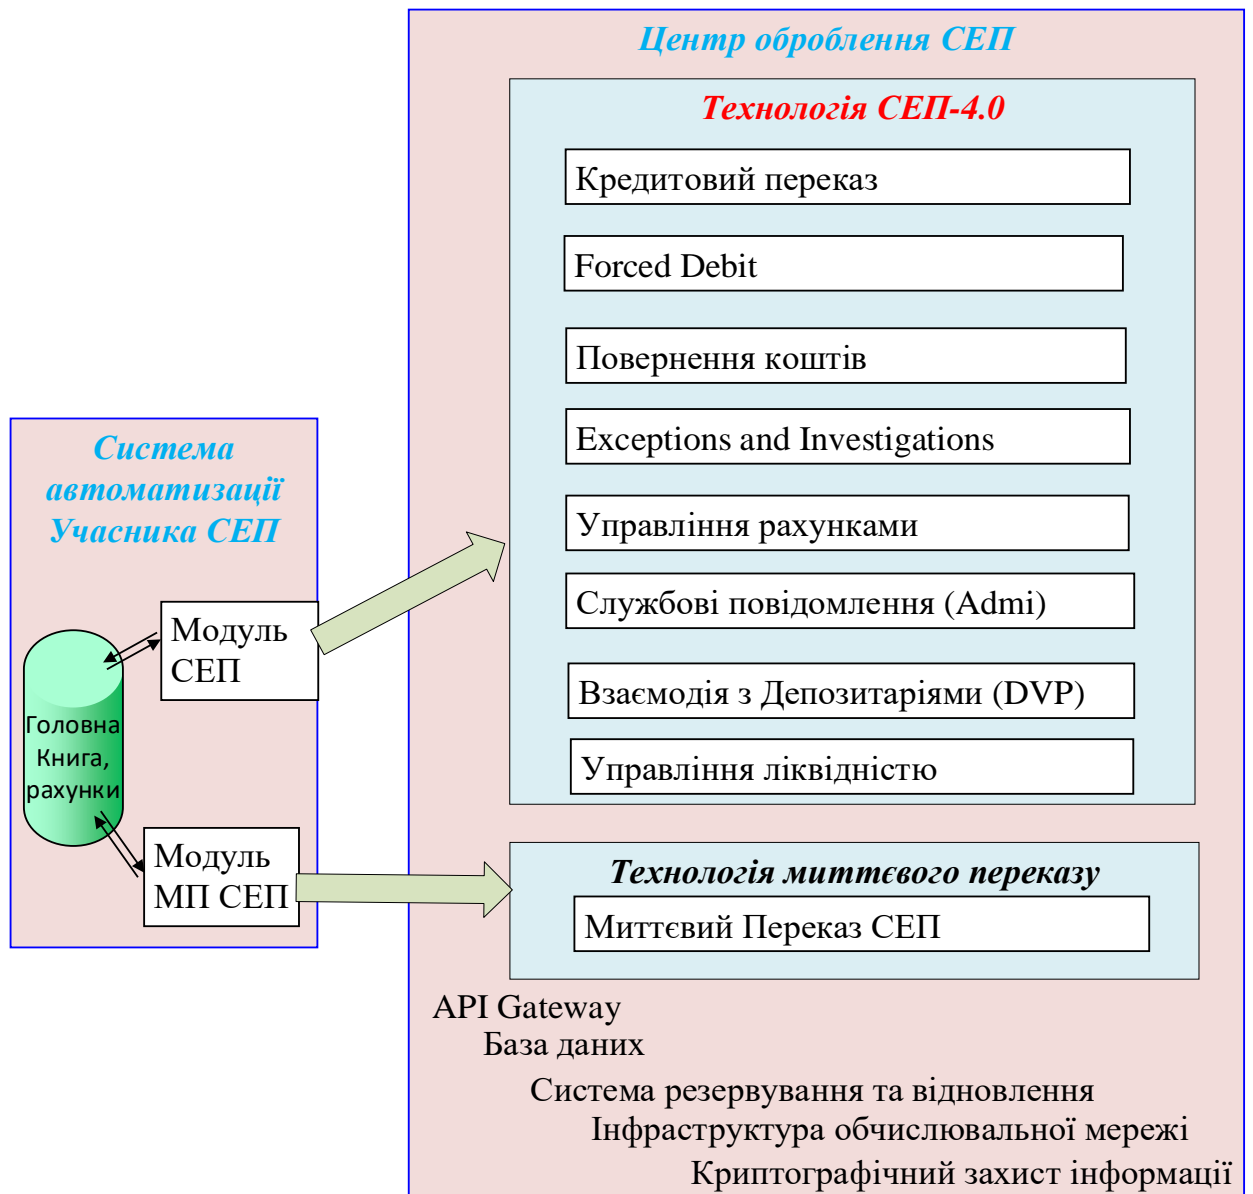 Центр оброблення СЕП
Технологія СЕП-4.0
Кредитовий переказ
Forced Debit
Повернення коштів
Exceptions and Investigations
Управління рахунками
Службові повідомлення (Admi)
Взаємодія з Депозитаріями (DVP)
Управління ліквідністю
Система
автоматизації
Учасника СЕП
Модуль
СЕП
Головна
Книга,
рахунки
Модуль
МП СЕП
Технологія миттєвого переказу
Миттєвий Переказ СЕП
API Gateway
База даних
Система резервування та відновлення
Інфраструктура обчислювальної мережі
Криптографічний захист інформації